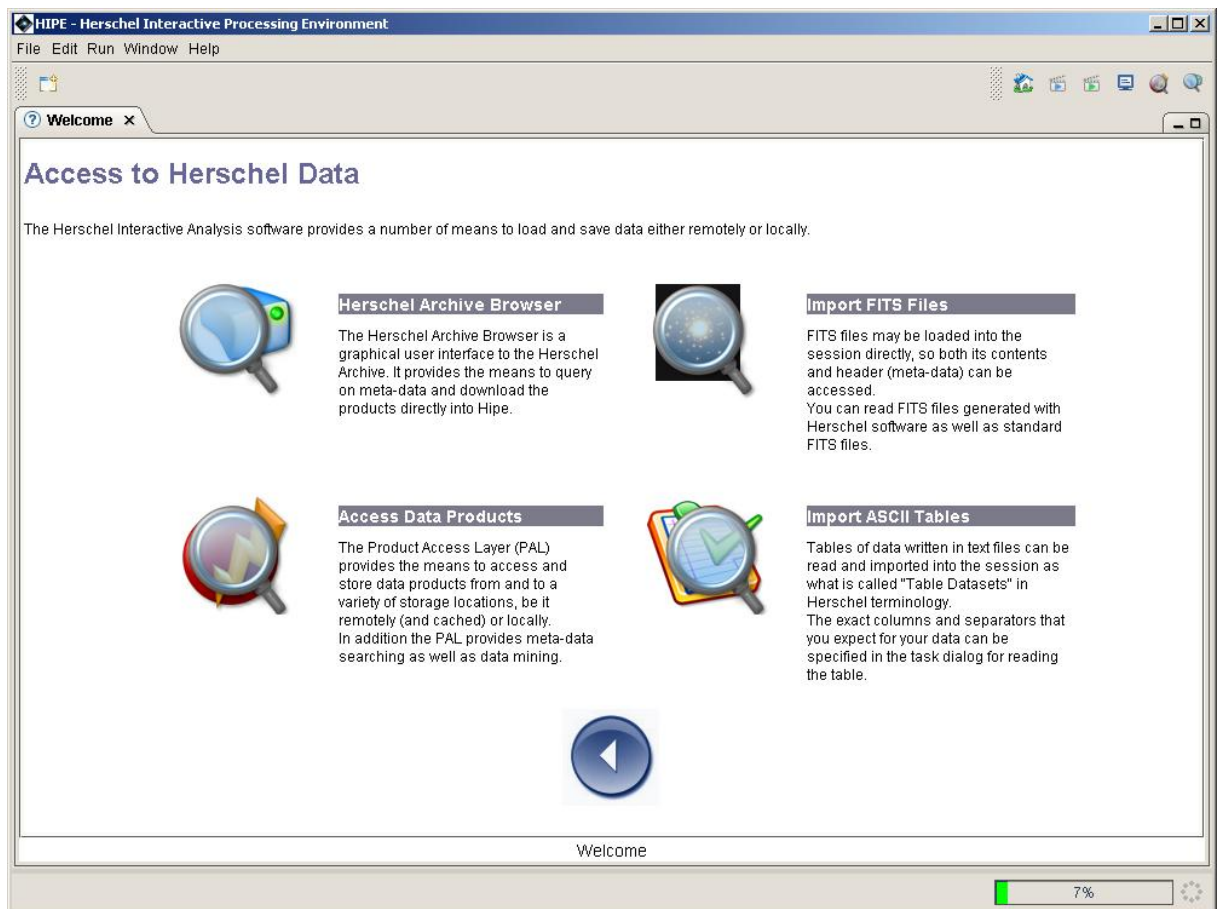 HIPE - Herschel Interactive Processing Environment
File Edit Run Window Help
Welcome
Access to Herschel Data
The Herschel Interactive Analysis software provides a number of means to load and save data either remotely or locally.
Herschel Archive Browser
The Herschel Archive Browser is a
graphical user interface to the Herschel
Archive. It provides the means to query
on meta-data and download the
products directly into Hipe.
Import FITS Files
FITS files may be loaded into the
session directly, so both its contents
and header (meta-data) can be
accessed.
You can read FITS files generated with
Herschel software as well as standard
FITS files.
Access Data Products
The Product Access Layer (PAL)
provides the means to access and
store data products from and to a
variety of storage locations, be it
remotely (and cached) or locally.
In addition the PAL provides meta-data
searching as well as data mining.
Import ASCII Tables
Tables of data written in text files can be
read and imported into the session as
what is called "Table Datasets" in
Herschel terminology.
The exact columns and separators that
you expect for your data can be
specified in the task dialog for reading
the table.
Welcome
7%